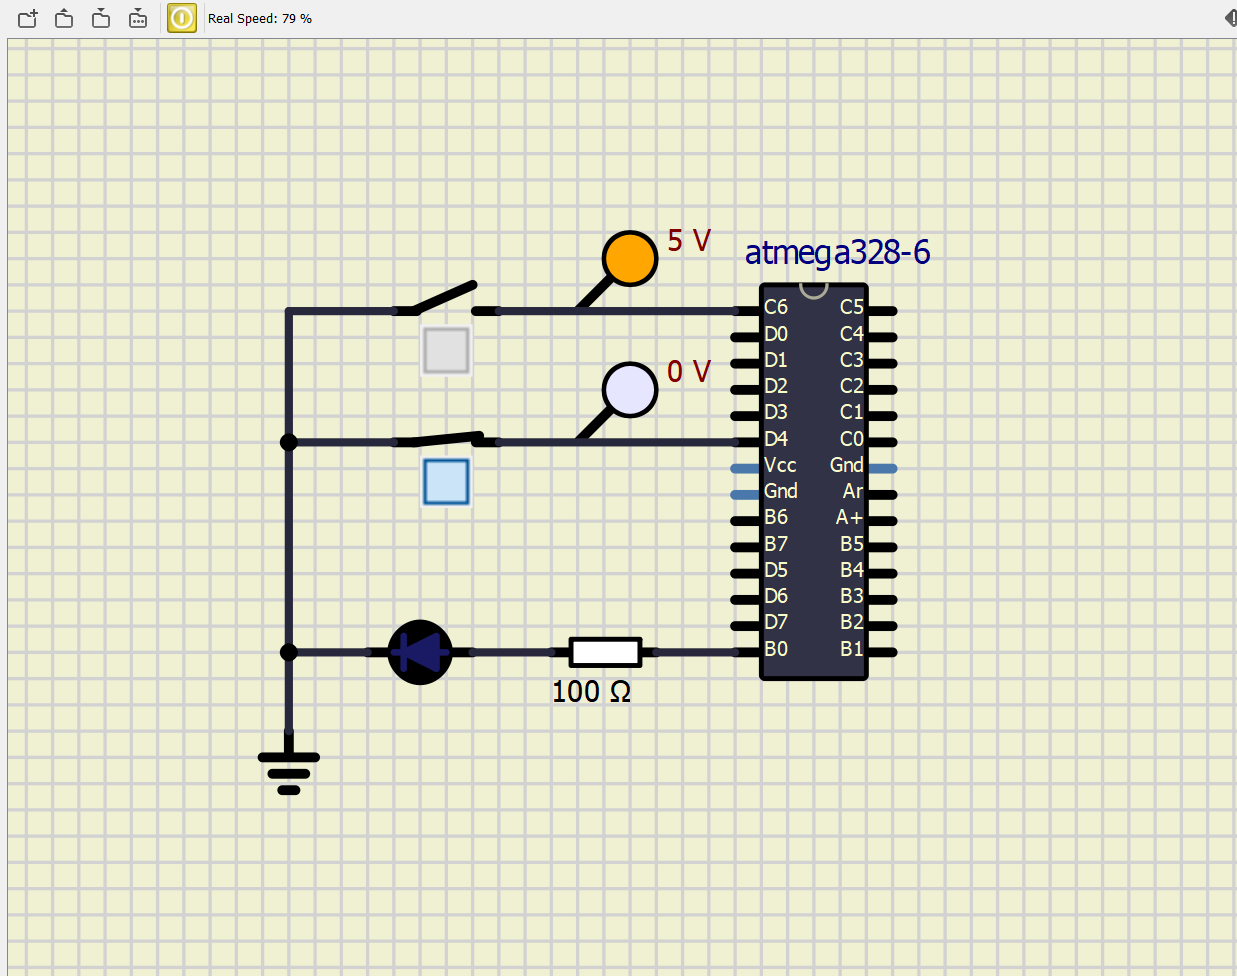 Real Speed: 79 %
5 V
atmega328-6
0 V
C6 C5
D0 C4
D1 C3
D2 C2
D3 C1
D4 C0
Vcc Gnd
Gnd Ar
B6 A+
B7 B5
D5 B4
D6 B3
D7 B2
B0 B1
100 Ω